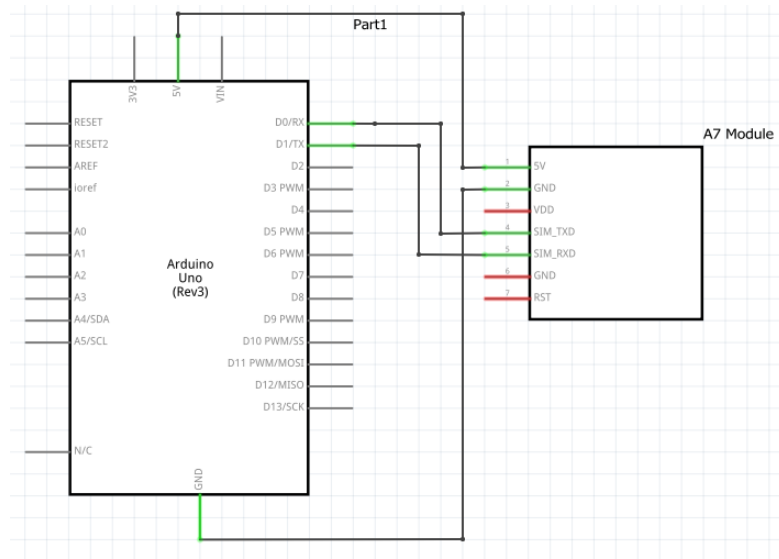 Part1
3V3
5V
VIN
RESET
RESET2
AREF
ioref
A0
A1
A2
A3
A4/SDA
A5/SCL
N/C
Arduino
Uno
(Rev3)
D0/RX
D1/TX
D2
D3 PWM
D4
D5 PWM
D6 PWM
D7
D8
D9 PWM
D10 PWM/SS
D11 PWM/MOSI
D12/MISO
D13/SCK
GND
A7 Module
1 5V
2 GND
3 VDD
4 SIM_TXD
5 SIM_RXD
6 GND
7 RST